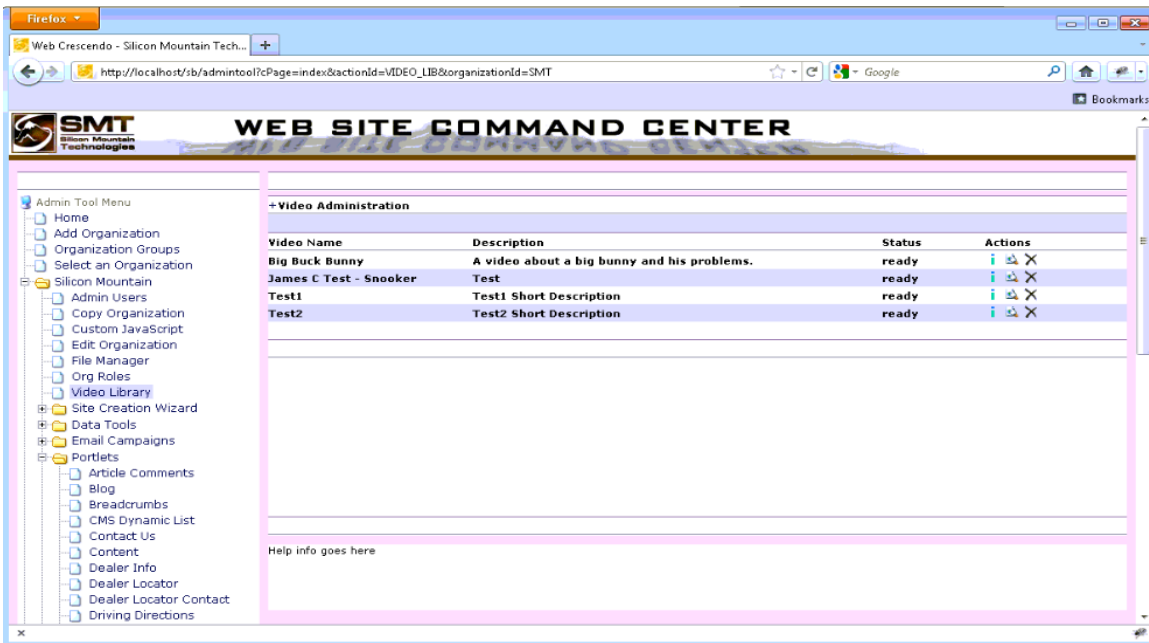 Firefox
Web Crescendo - Silicon Mountain Tech...
http://localhost/sb/admintool?cPage=index&actionId=VIDEO_LIB&organizationId=SMT
Google
Bookmarks
SMT
Silicon Mountain
Technologies
WEB SITE COMMAND CENTER
Admin Tool Menu
Home
Add Organization
Organization Groups
Select an Organization
Silicon Mountain
Admin Users
Copy Organization
Custom JavaScript
Edit Organization
File Manager
Org Roles
Video Library
Site Creation Wizard
Data Tools
Email Campaigns
Portlets
Article Comments
Blog
Breadcrumbs
CMS Dynamic List
Contact Us
Content
Dealer Info
Dealer Locator
Dealer Locator Contact
Driving Directions
+Video Administration
Video Name Description Status Actions
Big Buck Bunny A video about a big bunny and his problems. ready
James C Test - Snooker Test ready
Test1 Test1 Short Description ready
Test2 Test2 Short Description ready
Help info goes here